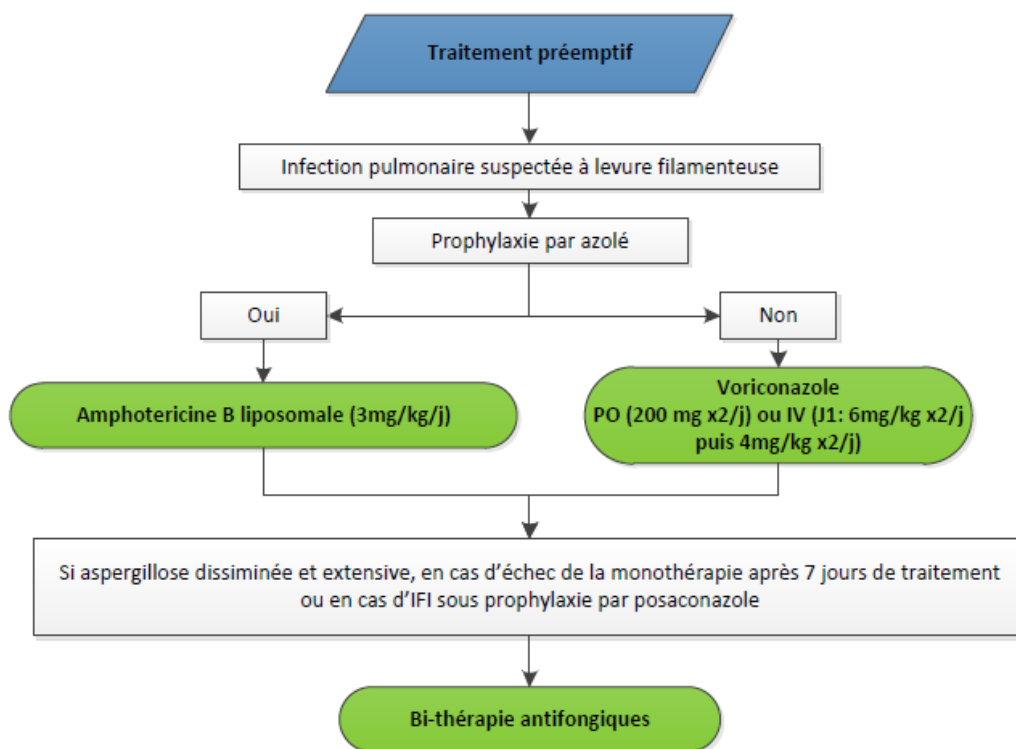 Traitement préemptif
Infection pulmonaire suspectée à levure filamenteuse
Prophylaxie par azolé
Oui
Non
Amphotericine B liposomale (3mg/kg/j)
Voriconazole
PO (200 mg x2/j) ou IV (J1: 6mg/kg x2/j
puis 4mg/kg x2/j)
Si aspergillose dissiminée et extensive, en cas d'échec de la monothérapie après 7 jours de traitement
ou en cas d'IFI sous prophylaxie par posaconazole
Bi-thérapie antifongiques